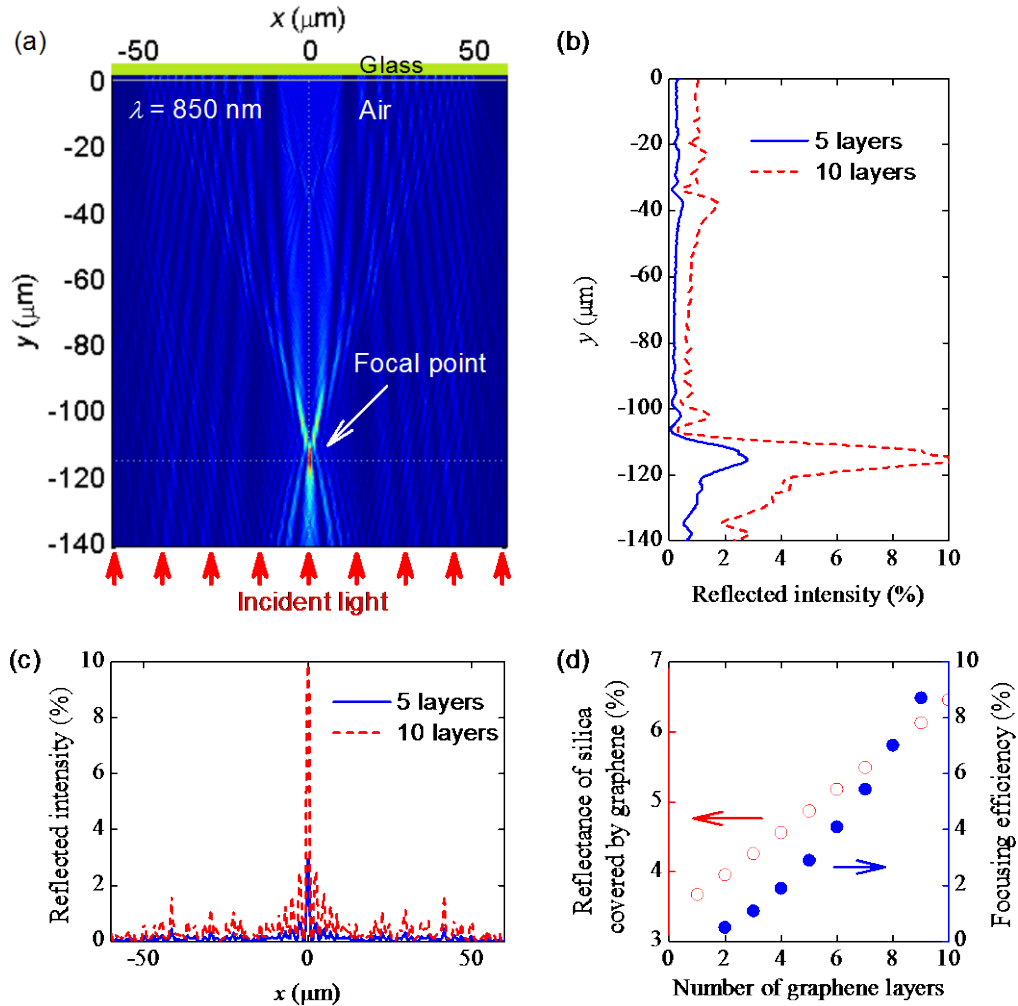 (a)
x (μm)
-50 0 50
Glass
Air
λ = 850 nm
0
-20
-40
-60
-80
-100
-120
-140
y (μm)
Focal point
Incident light
(b)
0
-20
-40
-60
-80
-100
-120
-140
y (μm)
5 layers
10 layers
0 2 4 6 8 10
Reflected intensity (%)
(c)
10
8
6
4
2
0
Reflected intensity (%)
5 layers
10 layers
-50 0 50
x (μm)
(d)
7
6
5
4
3
Reflectance of silica
covered by graphene (%)
10
8
6
4
2
0
Focusing efficiency (%)
0 2 4 6 8 10
Number of graphene layers